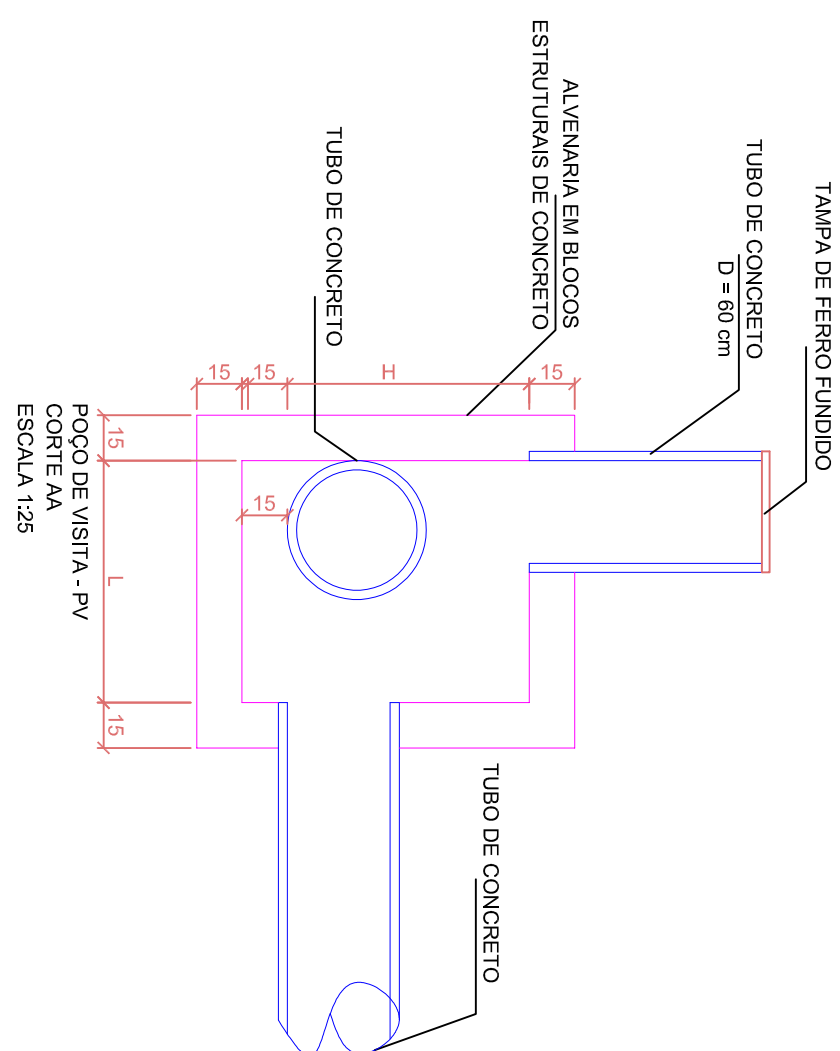 TAMPA DE FERRO FUNDIDO
TUBO DE CONCRETO
D = 60 cm
ALVENARIA EM BLOCOS
ESTRUTURAIS DE CONCRETO
TUBO DE CONCRETO
TUBO DE CONCRETO
15
H
15
15
15
15
L
15
POÇO DE VISITA - PV
CORTE AA
ESCALA 1:25